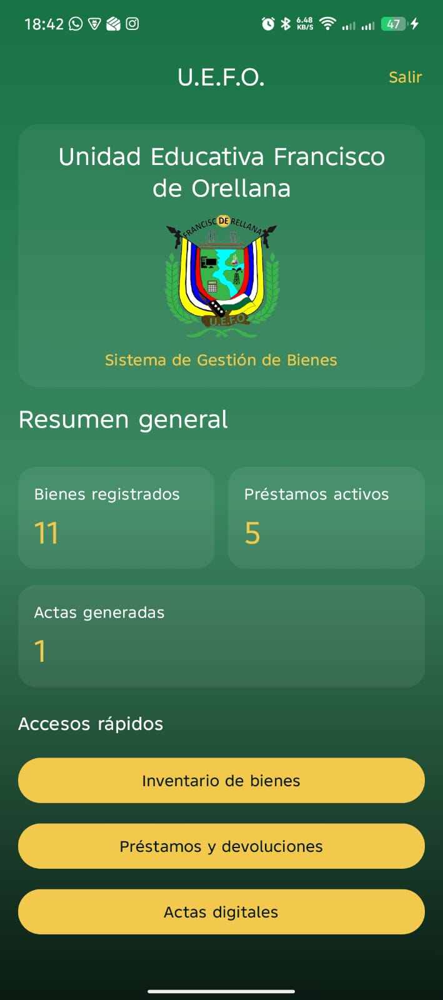 18:42
6.48
KB/S
47
U.E.F.O.
Salir
Unidad Educativa Francisco
de Orellana
FRANCISC DE RELLANA
U.E.F.O
Sistema de Gestión de Bienes
Resumen general
Bienes registrados
11
Préstamos activos
5
Actas generadas
1
Accesos rápidos
Inventario de bienes
Préstamos y devoluciones
Actas digitales